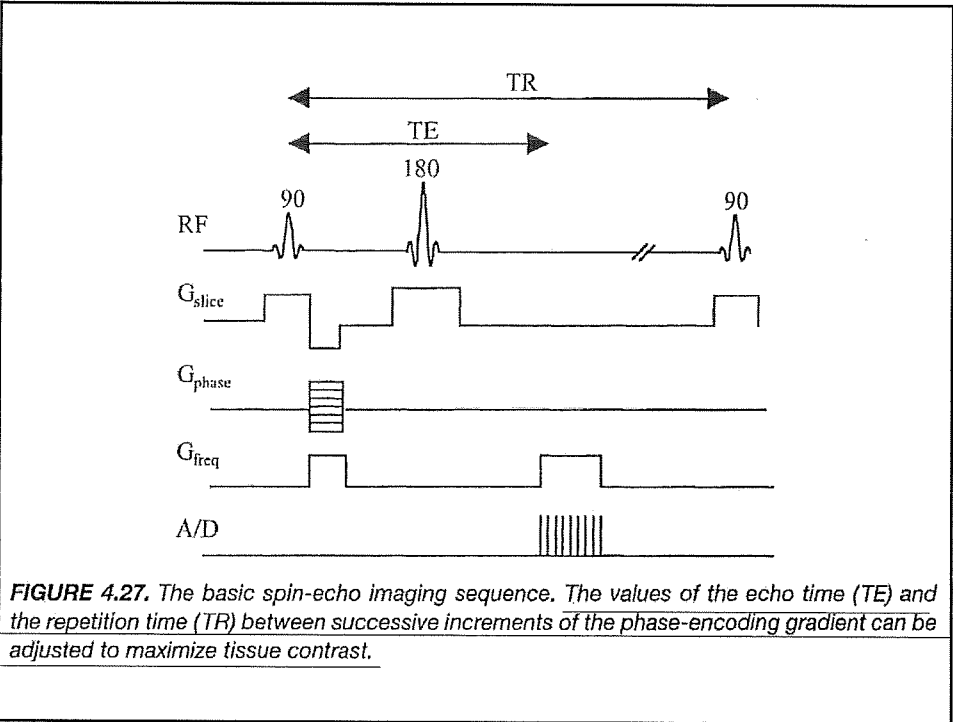 TR
TE
180
90
90
RF
G_slice
G_phase
G_freq
A/D
FIGURE 4.27. The basic spin-echo imaging sequence. The values of the echo time (TE) and
the repetition time (TR) between successive increments of the phase-encoding gradient can be
adjusted to maximize tissue contrast.